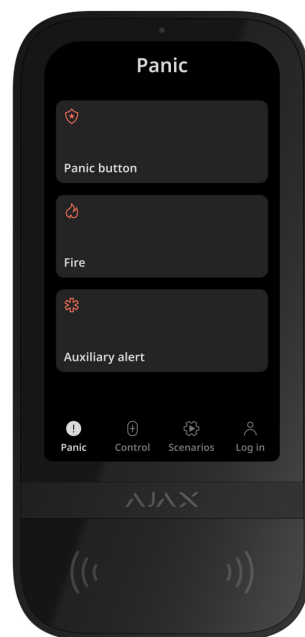 Panic
Panic button
Fire
Auxiliary alert
Panic Control Scenarios Log in
AJAX